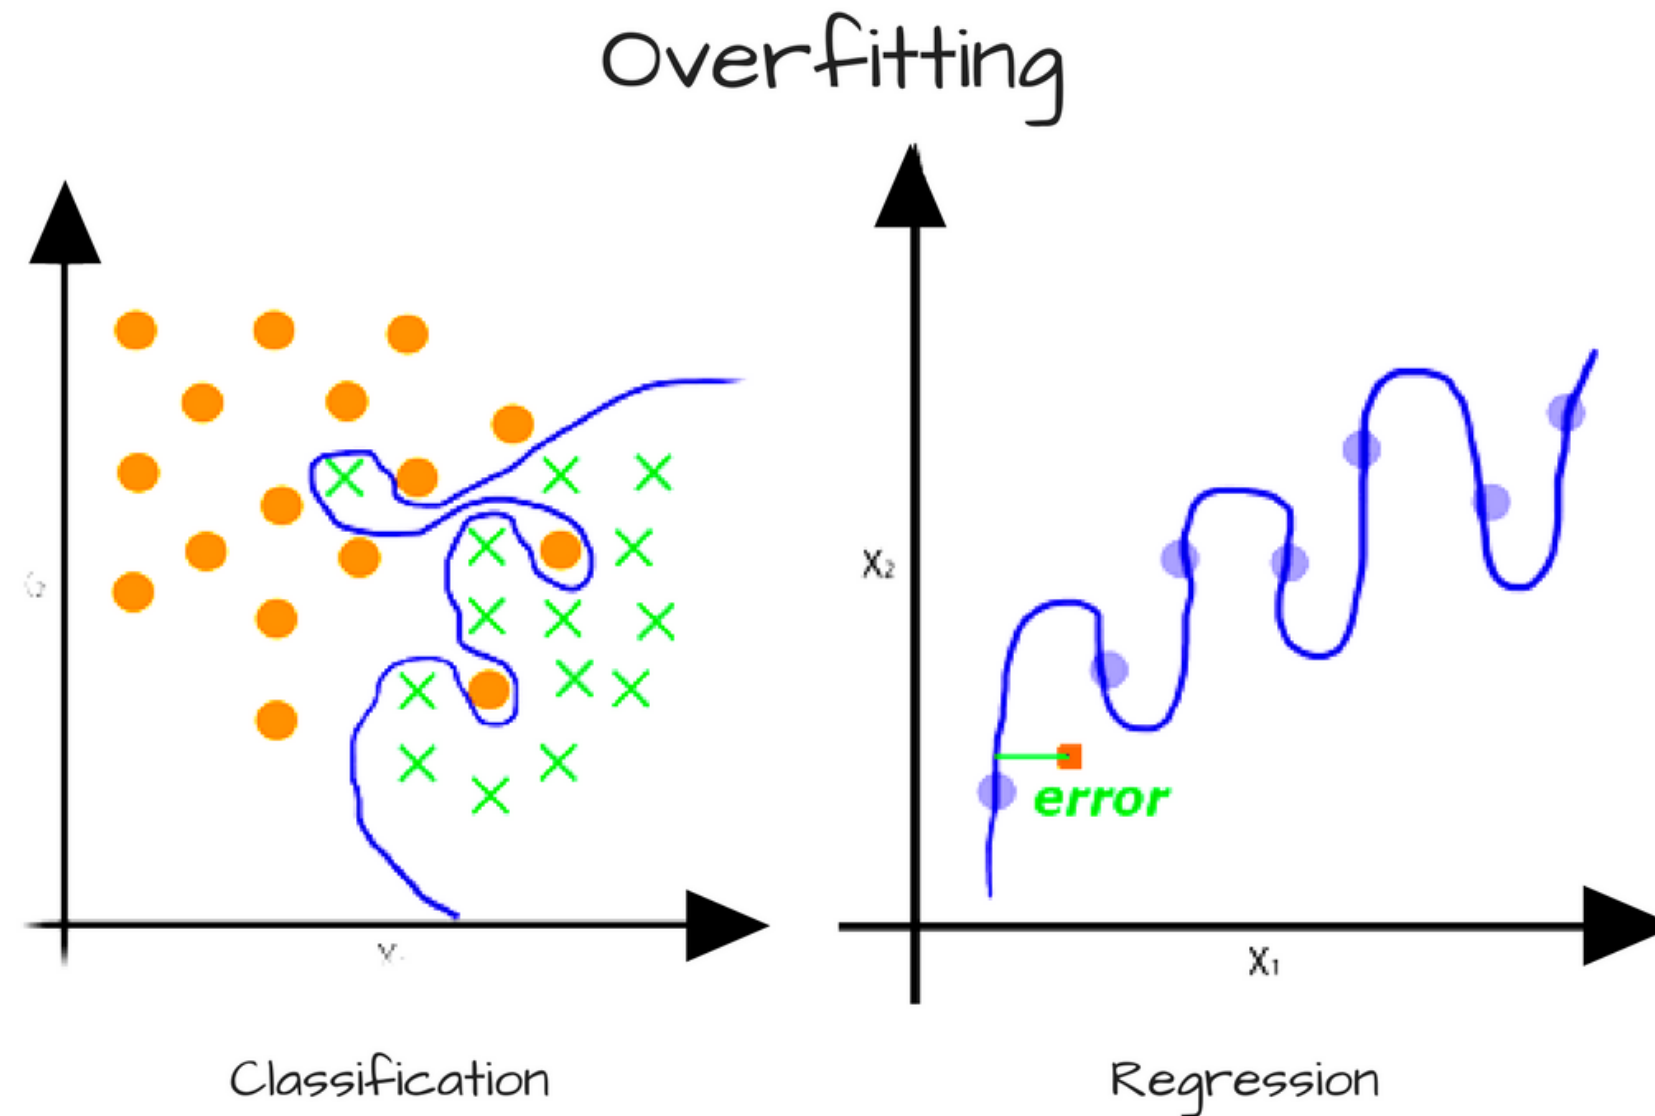 Overfitting
X₂
error
X₁
Classification
Regression